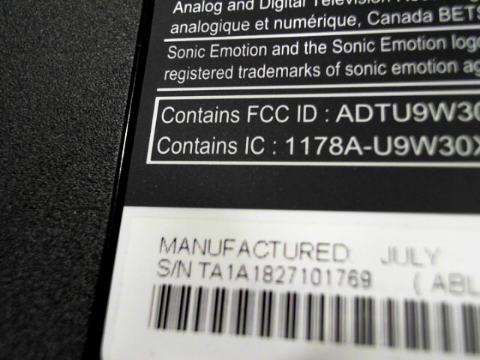 Analog and Digital Television
analogique et numérique, Canada BETS
Sonic Emotion and the Sonic Emotion logo
registered trademarks of sonic emotion ag
Contains FCC ID : ADTU9W30
Contains IC : 1178A-U9W30X
MANUFACTURED: JULY
S/N TA1A1827101769 ( ABL